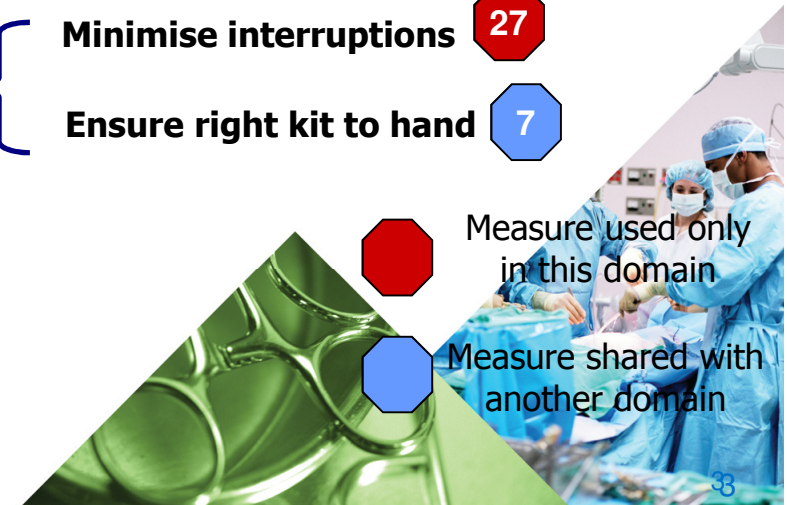 Minimise interruptions 27
Ensure right kit to hand 7
Measure used only
in this domain
Measure shared with
another domain
33